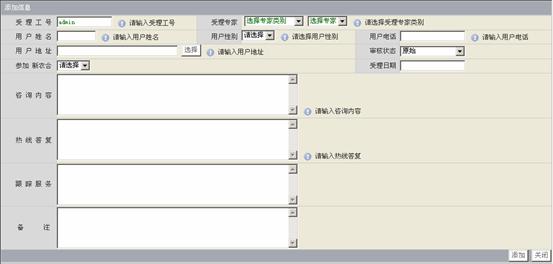 添加信息
受 理 工 号 admin 请输入受理工号 受理专家 选择专家类别 选择专家 请选择受理专家类别
用 户 姓 名 请输入用户姓名 用户性别 请选择 请选择用户性别 用户电话 请输入用户电话
用 户 地 址 选择 请输入用户地址 审核状态 原始
参加 新农合 请选择 受理日期
咨 询 内 容 请输入咨询内容
热 线 答 复 请输入热线答复
跟 踪 服 务
备 注
添加 关闭